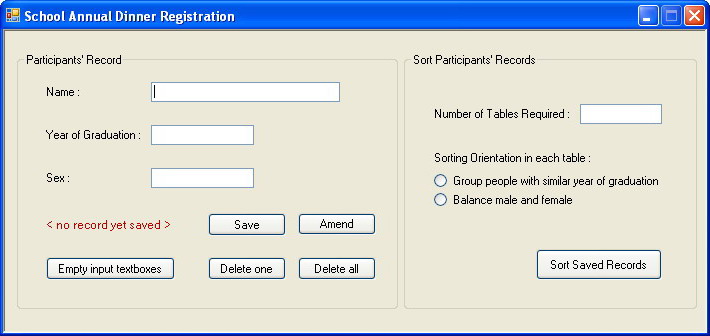 School Annual Dinner Registration
Participants' Record
Name :
Year of Graduation :
Sex :
< no record yet saved >
Save
Amend
Empty input textboxes
Delete one
Delete all
Sort Participants' Records
Number of Tables Required :
Sorting Orientation in each table :
Group people with similar year of graduation
Balance male and female
Sort Saved Records